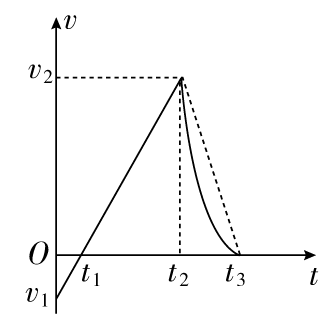 v
v₂
O
t₁ t₂ t₃ t
v₁